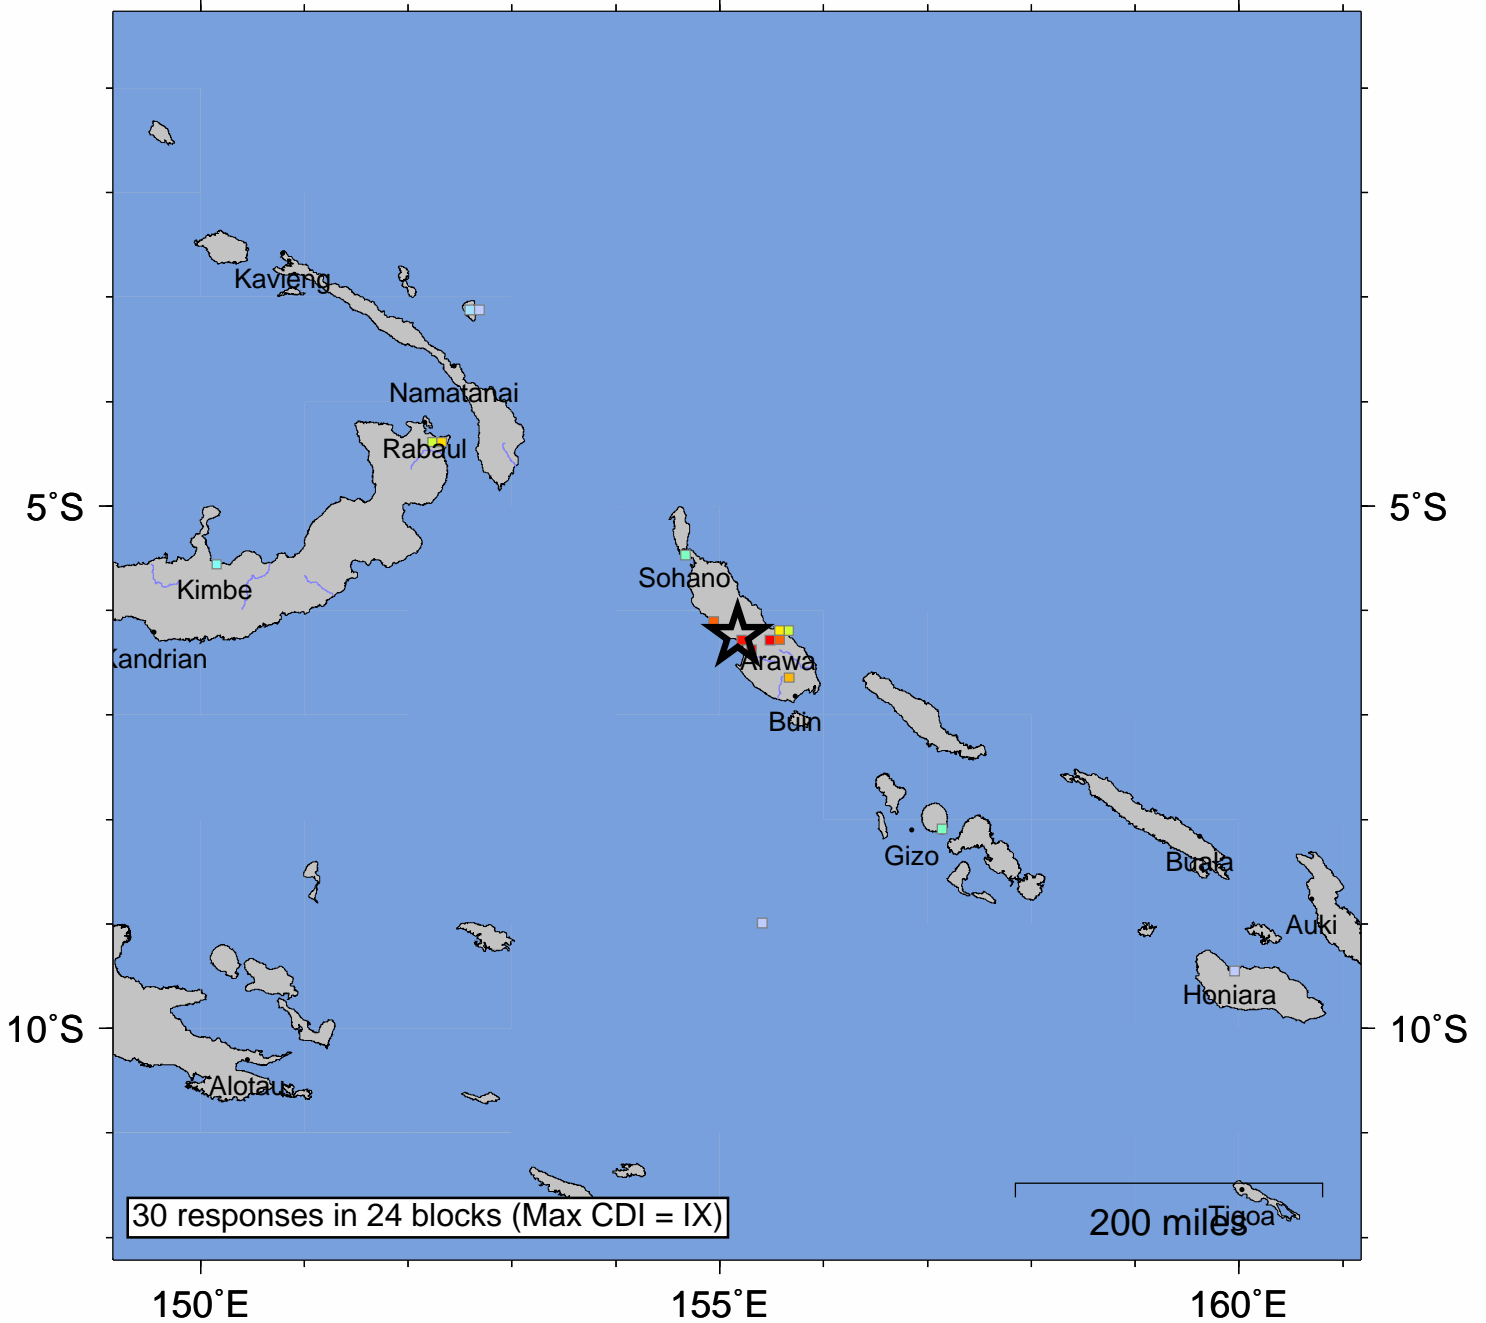 Kavieng
Namatanai
Rabaul
5˚S
5˚S
Sohano
Kimbe
Kandrian
Arawa
Buin
Gizo
Buala
Auki
Honiara
10˚S
10˚S
Alotau
30 responses in 24 blocks (Max CDI = IX)
200 miles
Tigoa
150˚E
155˚E
160˚E